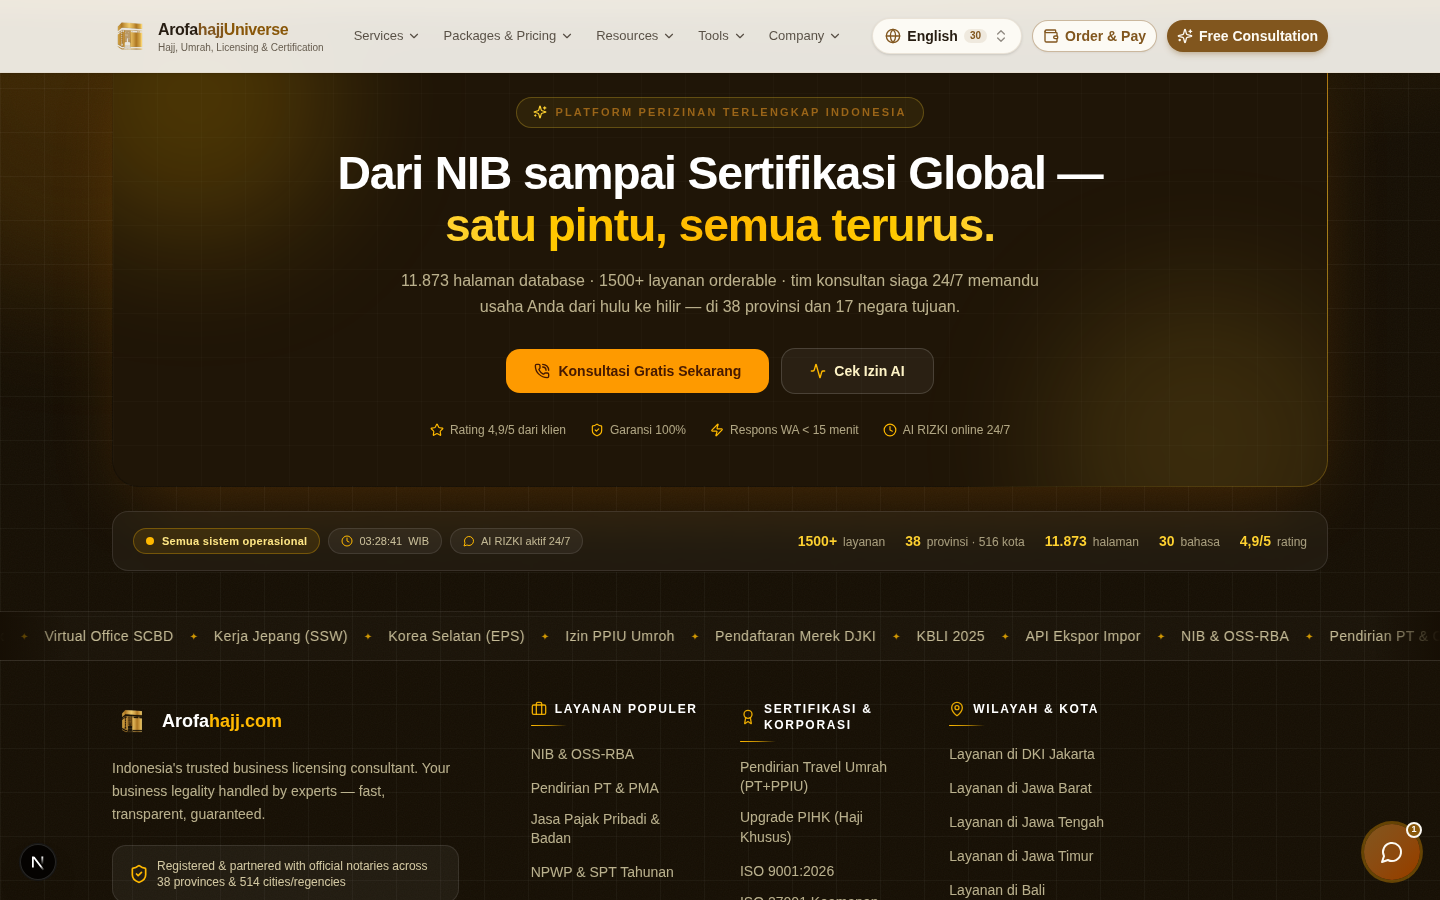 ArofahajjUniverse
Hajj, Umrah, Licensing & Certification
Services
Packages & Pricing
Resources
Tools
Company
English 30
Order & Pay
Free Consultation
PLATFORM PERIZINAN TERLENGKAP INDONESIA
Dari NIB sampai Sertifikasi Global —
satu pintu, semua terurus.
11.873 halaman database · 1500+ layanan orderable · tim konsultan siaga 24/7 memandu
usaha Anda dari hulu ke hilir — di 38 provinsi dan 17 negara tujuan.
Konsultasi Gratis Sekarang
Cek Izin AI
Rating 4,9/5 dari klien
Garansi 100%
Respons WA < 15 menit
AI RIZKI online 24/7
Semua sistem operasional
03:28:41 WIB
AI RIZKI aktif 24/7
1500+ layanan
38 provinsi · 516 kota
11.873 halaman
30 bahasa
4,9/5 rating
Virtual Office SCBD ✦ Kerja Jepang (SSW) ✦ Korea Selatan (EPS) ✦ Izin PPIU Umroh ✦ Pendaftaran Merek DJKI ✦ KBLI 2025 ✦ API Ekspor Impor ✦ NIB & OSS-RBA ✦ Pendirian PT &
Arofahajj.com
Indonesia's trusted business licensing consultant. Your
business legality handled by experts — fast,
transparent, guaranteed.
Registered & partnered with official notaries across
38 provinces & 514 cities/regencies
LAYANAN POPULER
NIB & OSS-RBA
Pendirian PT & PMA
Jasa Pajak Pribadi &
Badan
NPWP & SPT Tahunan
SERTIFIKASI &
KORPORASI
Pendirian Travel Umrah
(PT+PPIU)
Upgrade PIHK (Haji
Khusus)
ISO 9001:2026
ISO 27001 Keamanan
WILAYAH & KOTA
Layanan di DKI Jakarta
Layanan di Jawa Barat
Layanan di Jawa Tengah
Layanan di Jawa Timur
Layanan di Bali
N
1